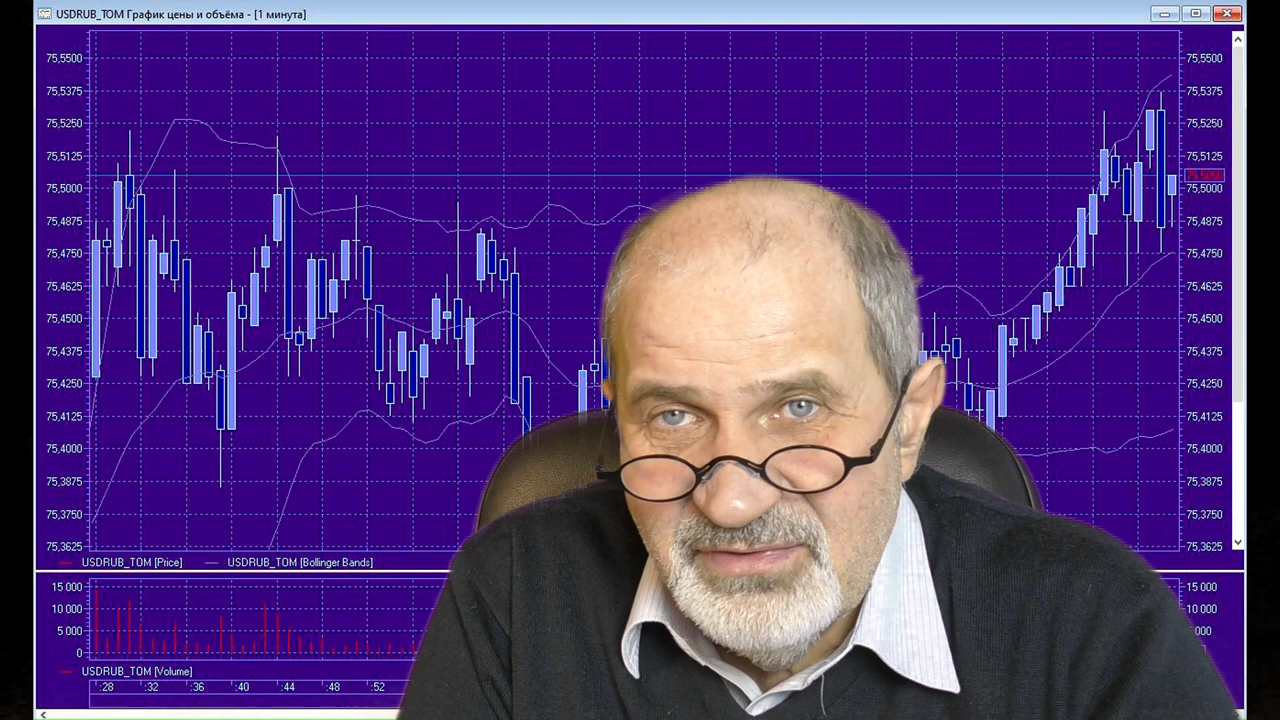 USDRUB_TOM График цены и объёма - [1 минута]
75,5500 75,5500
75,5375 75,5375
75,5250 75,5250
75,5125 75,5125
75,5050
75,5000 75,5000
75,4875 75,4875
75,4750 75,4750
75,4625 75,4625
75,4500 75,4500
75,4375 75,4375
75,4250 75,4250
75,4125 75,4125
75,4000 75,4000
75,3875 75,3875
75,3750 75,3750
75,3625 75,3625
USDRUB_TOM [Price] USDRUB_TOM [Bollinger Bands]
15 000 15 000
10 000 10 000
5 000 000
0
USDRUB_TOM [Volume]
:28 :32 :36 :40 :44 :48 :52